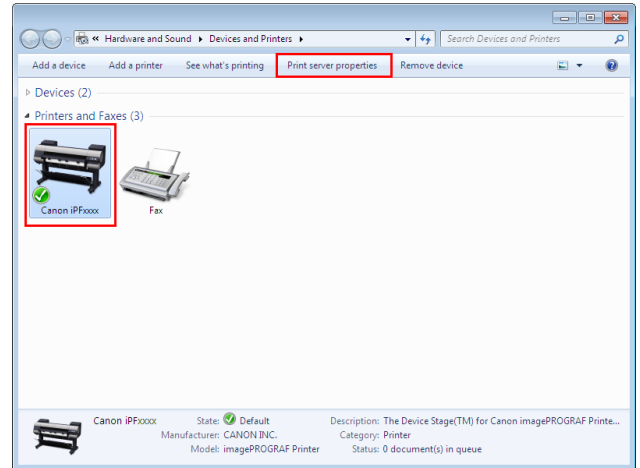 « Hardware and Sound Devices and Printers Search Devices and Printers
Add a device Add a printer See what's printing Print server properties Remove device
Devices (2)
Printers and Faxes (3)
Canon iPFxxxx Fax
Canon iPFxxxx State: Default Description: The Device Stage(TM) for Canon imagePROGRAF Printe...
Manufacturer: CANON INC. Category: Printer
Model: imagePROGRAF Printer Status: 0 document(s) in queue